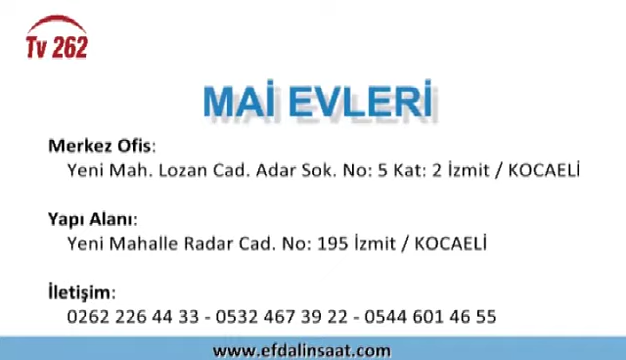 Tv 262
MAİ EVLERİ
Merkez Ofis:
Yeni Mah. Lozan Cad. Adar Sok. No: 5 Kat: 2 İzmit / KOCAELİ
Yapı Alanı:
Yeni Mahalle Radar Cad. No: 195 İzmit / KOCAELİ
İletişim:
0262 226 44 33 - 0532 467 39 22 - 0544 601 46 55
www.efdalinsaat.com